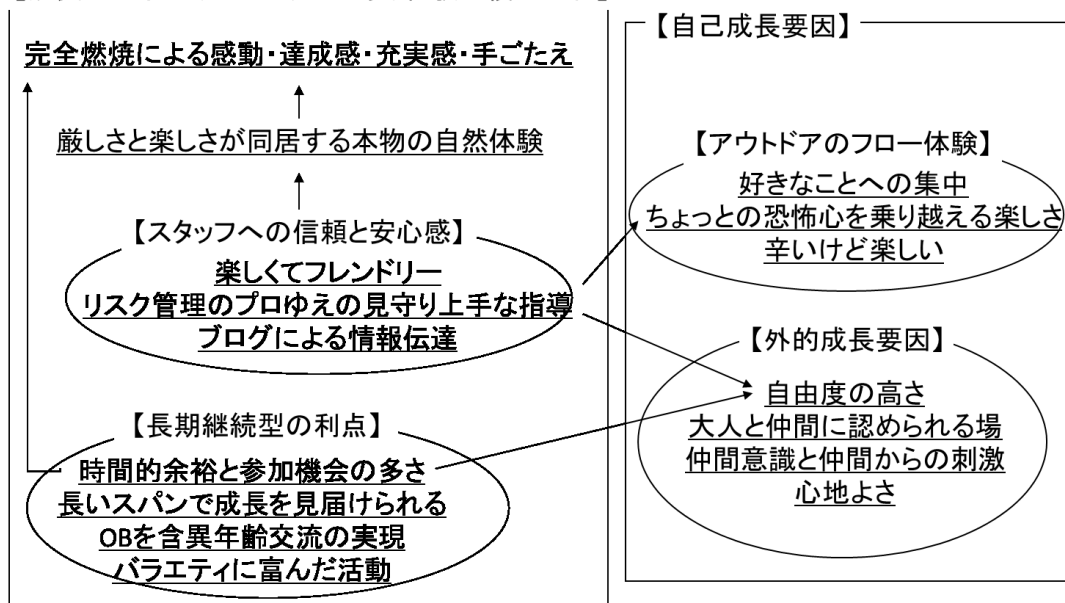 完全燃焼による感動・達成感・充実感・手ごたえ
厳しさと楽しさが同居する本物の自然体験
【スタッフへの信頼と安心感】
楽しくてフレンドリー
リスク管理のプロゆえの見守り上手な指導
ブログによる情報伝達
【長期継続型の利点】
時間的余裕と参加機会の多さ
長いスパンで成長を見届けられる
OBを含異年齢交流の実現
バラエティに富んだ活動
【自己成長要因】
【アウトドアのフロー体験】
好きなことへの集中
ちょっとの恐怖心を乗り越える楽しさ
辛いけど楽しい
【外的成長要因】
自由度の高さ
大人と仲間に認められる場
仲間意識と仲間からの刺激
心地よさ